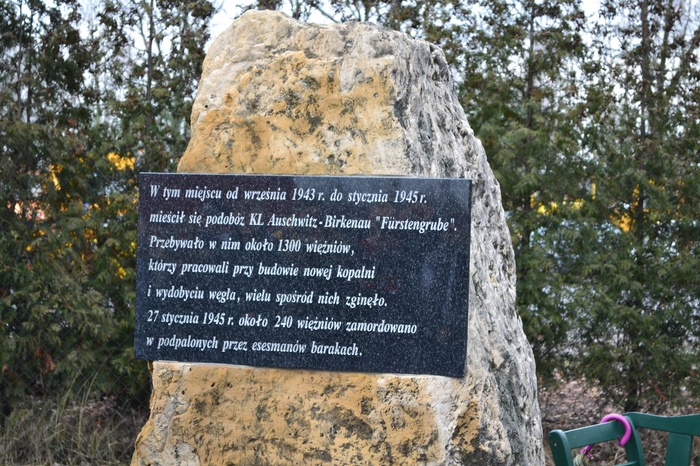 W tym miejscu od września 1943 r. do stycznia 1945 r.
mieścił się podobóz KL Auschwitz-Birkenau "Fürstengrube".
Przebywało w nim około 1300 więźniów,
którzy pracowali przy budowie nowej kopalni
i wydobyciu węgla, wielu spośród nich zginęło.
27 stycznia 1945 r. około 240 więźniów zamordowano
w podpalonych przez esesmanów barakach.